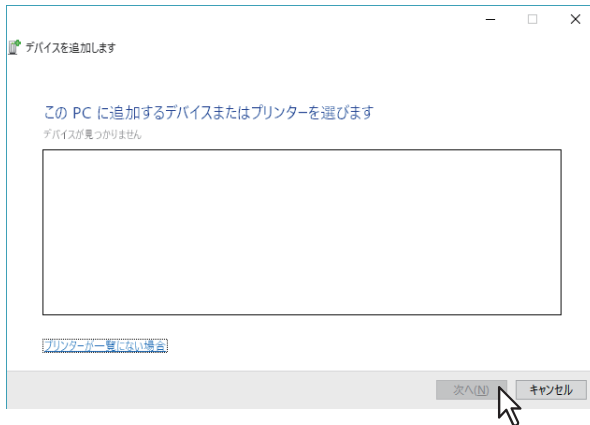 デバイスを追加します
この PC に追加するデバイスまたはプリンターを選びます
デバイスが見つかりません
プリンターが一覧にない場合
次へ(N)
キャンセル